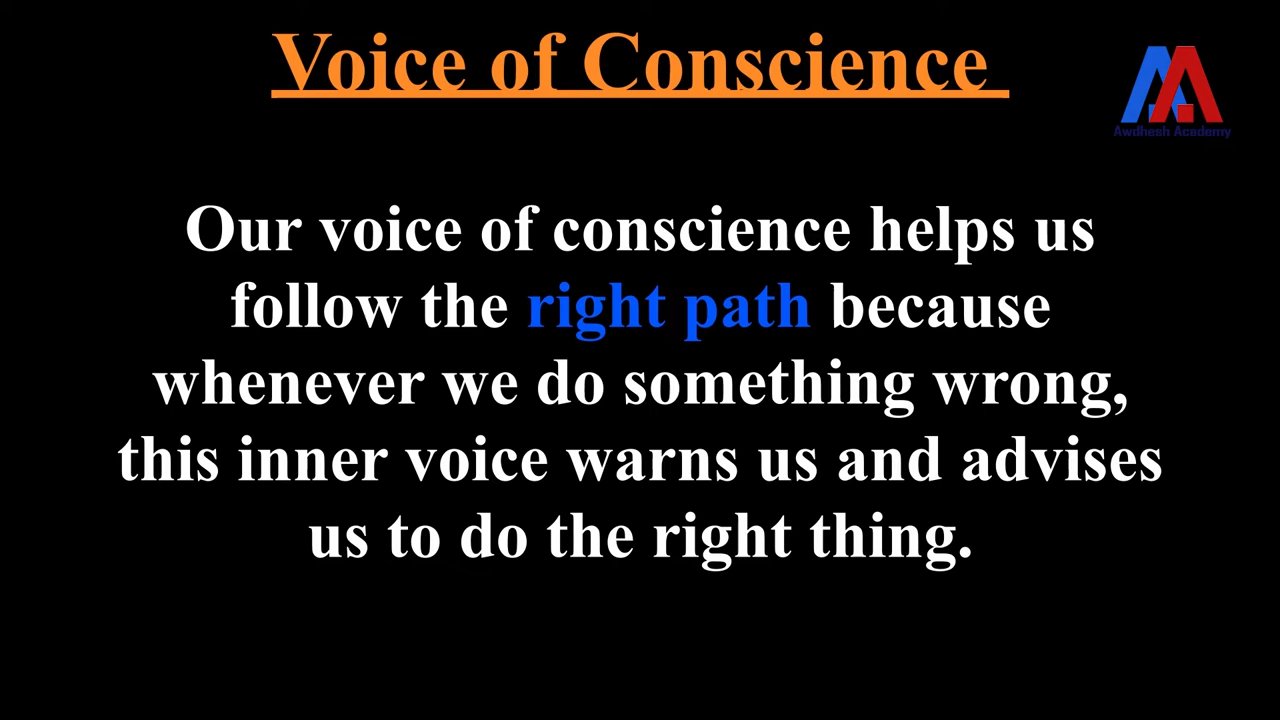 Voice of Conscience
Awdhesh Academy
Our voice of conscience helps us
follow the right path because
whenever we do something wrong,
this inner voice warns us and advises
us to do the right thing.